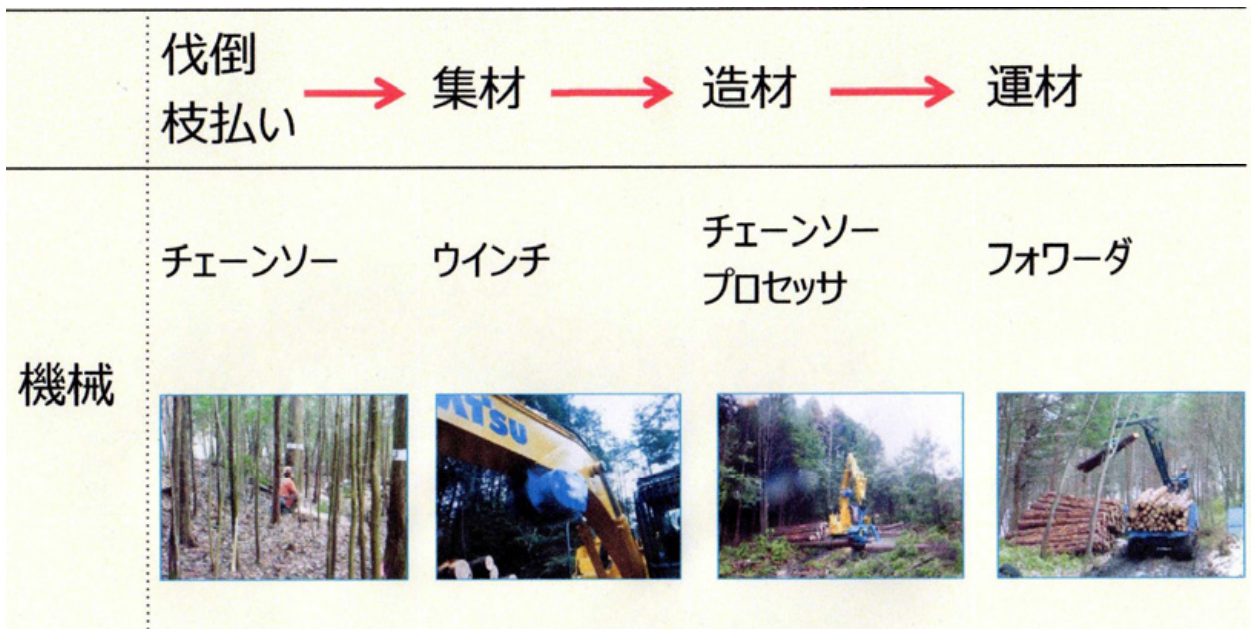 伐倒
枝払い
集材
造材
運材
機械
チェーンソー
ウインチ
チェーンソー
プロセッサ
フォワーダ